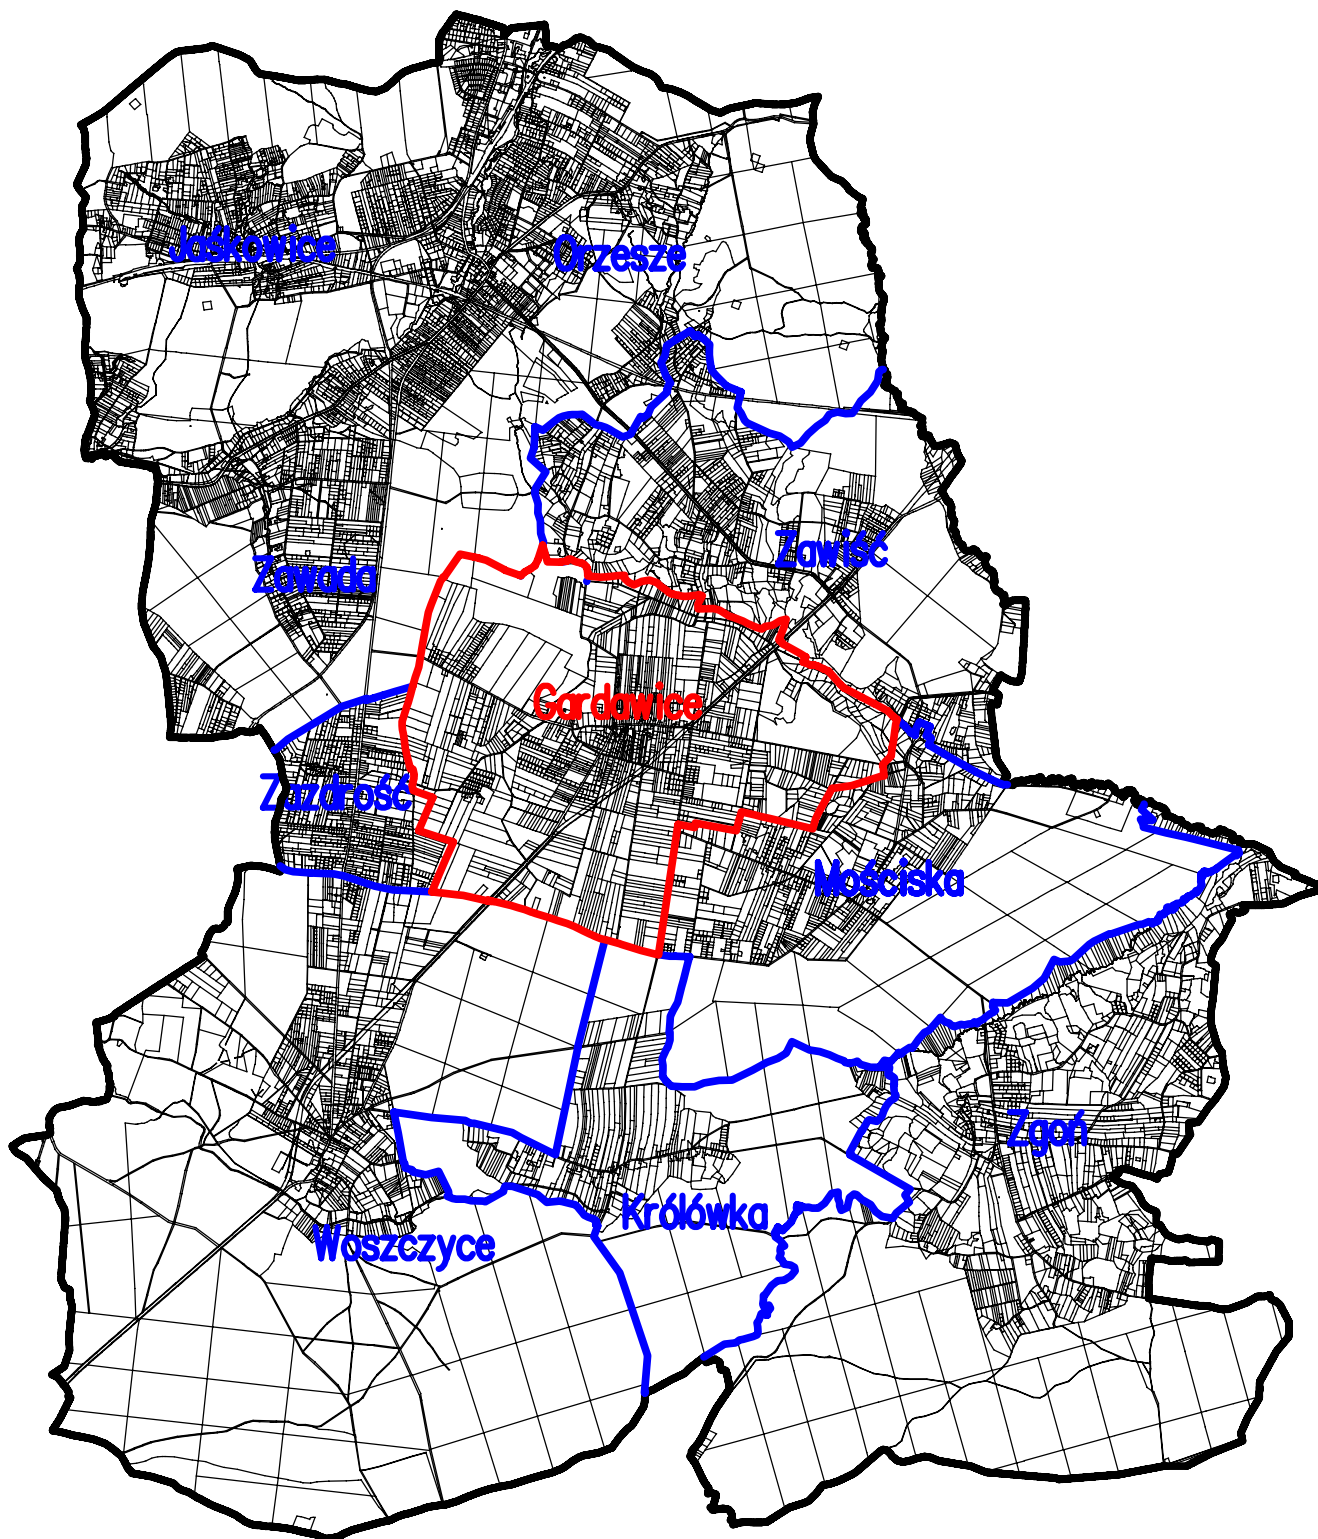 Jaśkowice
Orzesze
Zawiść
Zawada
Gardawice
Zazdrość
Mościska
Zgoń
Królówka
Woszczyce